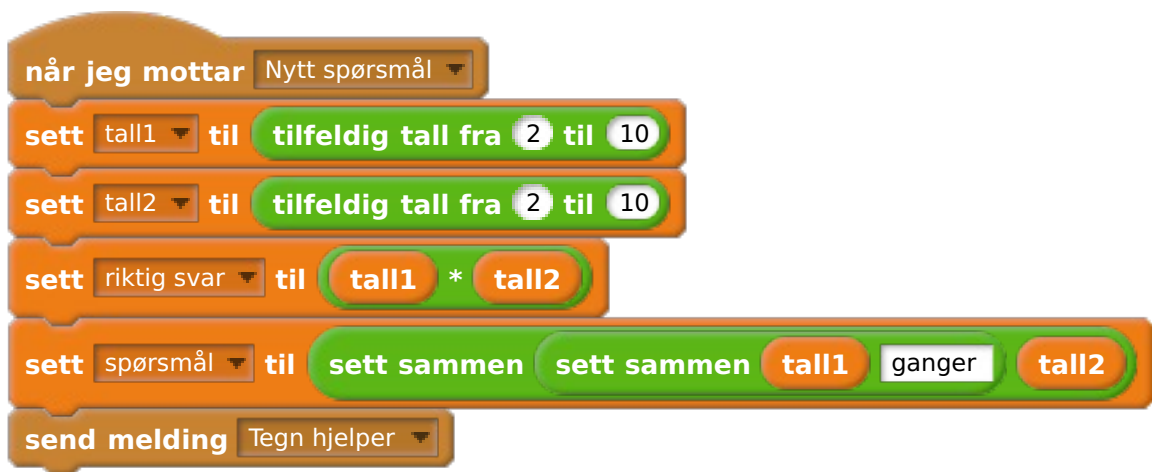 når jeg mottar Nytt spørsmål
sett tall1 til tilfeldig tall fra 2 til 10
sett tall2 til tilfeldig tall fra 2 til 10
sett riktig svar til tall1 * tall2
sett spørsmål til sett sammen sett sammen tall1 ganger tall2
send melding Tegn hjelper